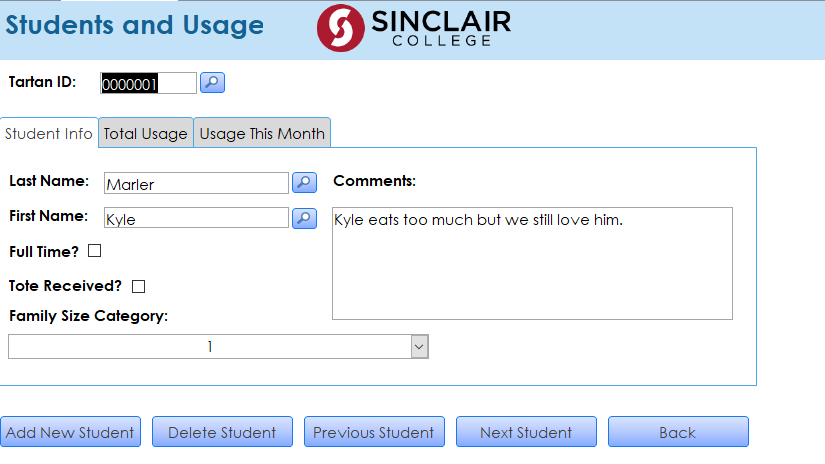 Students and Usage
SINCLAIR
COLLEGE
Tartan ID: 0000001
Student Info Total Usage Usage This Month
Last Name: Marler
Comments:
First Name: Kyle
Kyle eats too much but we still love him.
Full Time?
Tote Received?
Family Size Category:
1
Add New Student Delete Student Previous Student Next Student Back